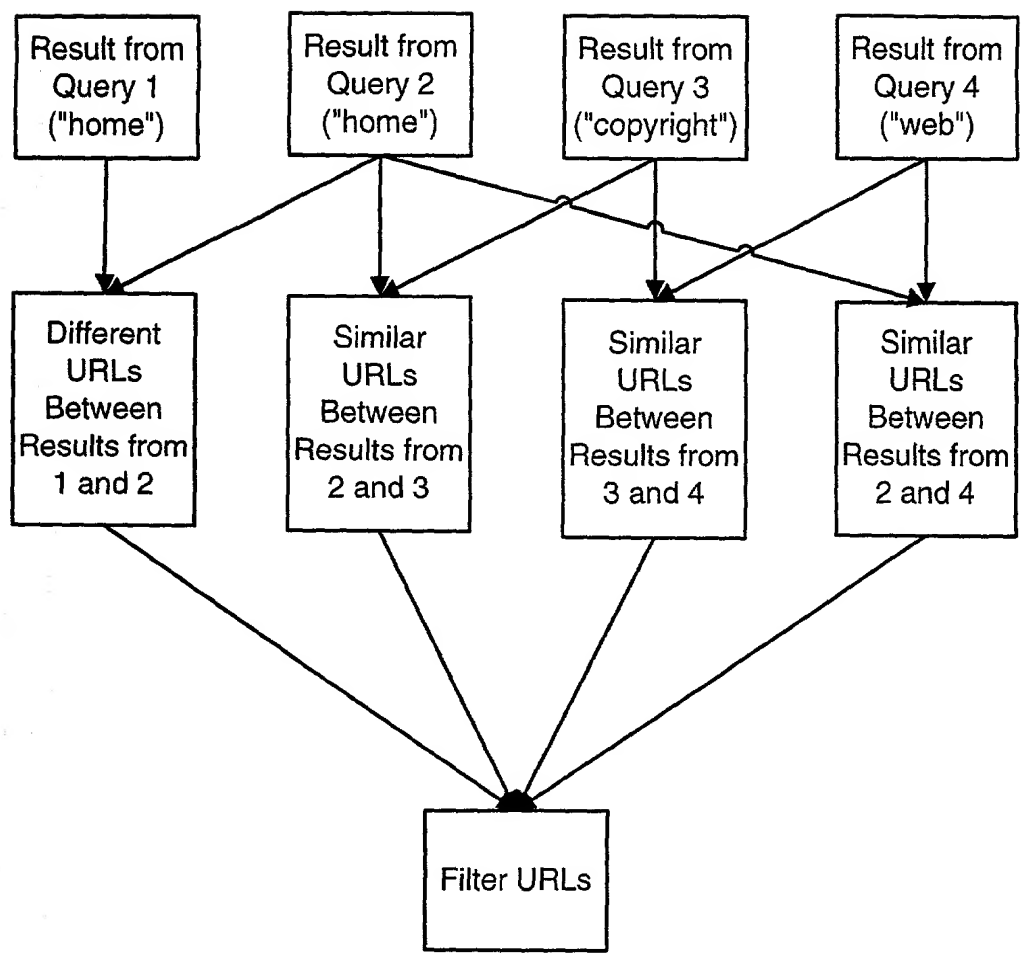 Result from
Query 1
("home")
Result from
Query 2
("home")
Result from
Query 3
("copyright")
Result from
Query 4
("web")
Different
URLs
Between
Results from
1 and 2
Similar
URLs
Between
Results from
2 and 3
Similar
URLs
Between
Results from
3 and 4
Similar
URLs
Between
Results from
2 and 4
Filter URLs